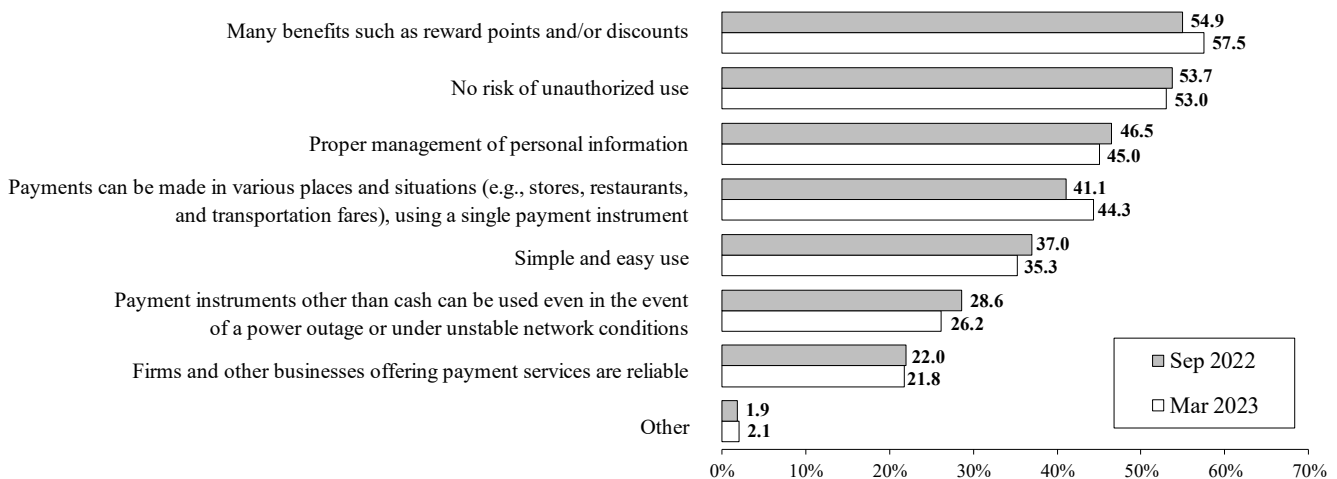 Many benefits such as reward points and/or discounts
54.9
57.5
No risk of unauthorized use
53.7
53.0
Proper management of personal information
46.5
45.0
Payments can be made in various places and situations (e.g., stores, restaurants,
and transportation fares), using a single payment instrument
41.1
44.3
Simple and easy use
37.0
35.3
Payment instruments other than cash can be used even in the event
of a power outage or under unstable network conditions
28.6
26.2
Firms and other businesses offering payment services are reliable
22.0
21.8
Other
1.9
2.1
Sep 2022
Mar 2023
0% 10% 20% 30% 40% 50% 60% 70%